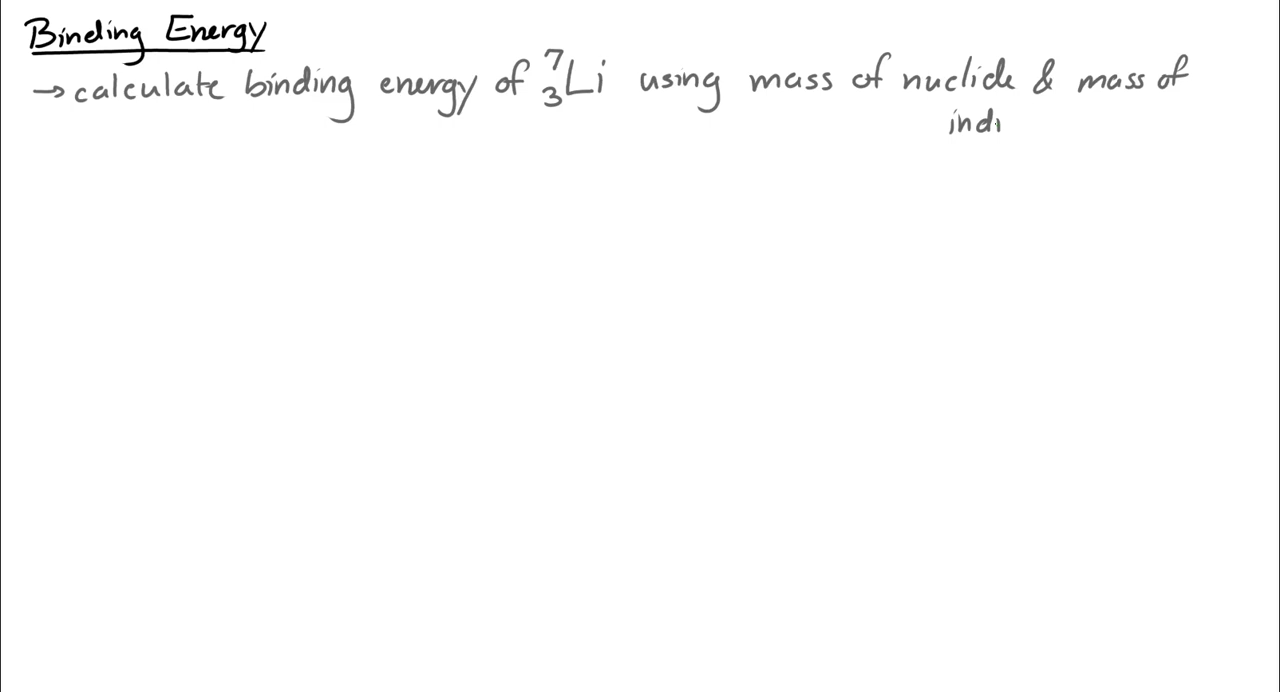 Binding Energy
→ calculate binding energy of ⁷₃Li using mass of nuclide & mass of
indi